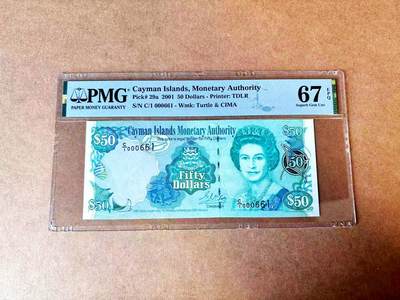 PMG
PAPER MONEY GUARANTY
Cayman Islands, Monetary Authority
Pick# 29a 2001 50 Dollars - Printer: TDLR
S/N C/1 000661 - Wmk: Turtle & CIMA
67 EPQ
Superb Gem Unc
Cayman Islands Monetary Authority
$50
$50
C/1 000661
50
Fifty
Dollars
C/1 000661
$50
$50